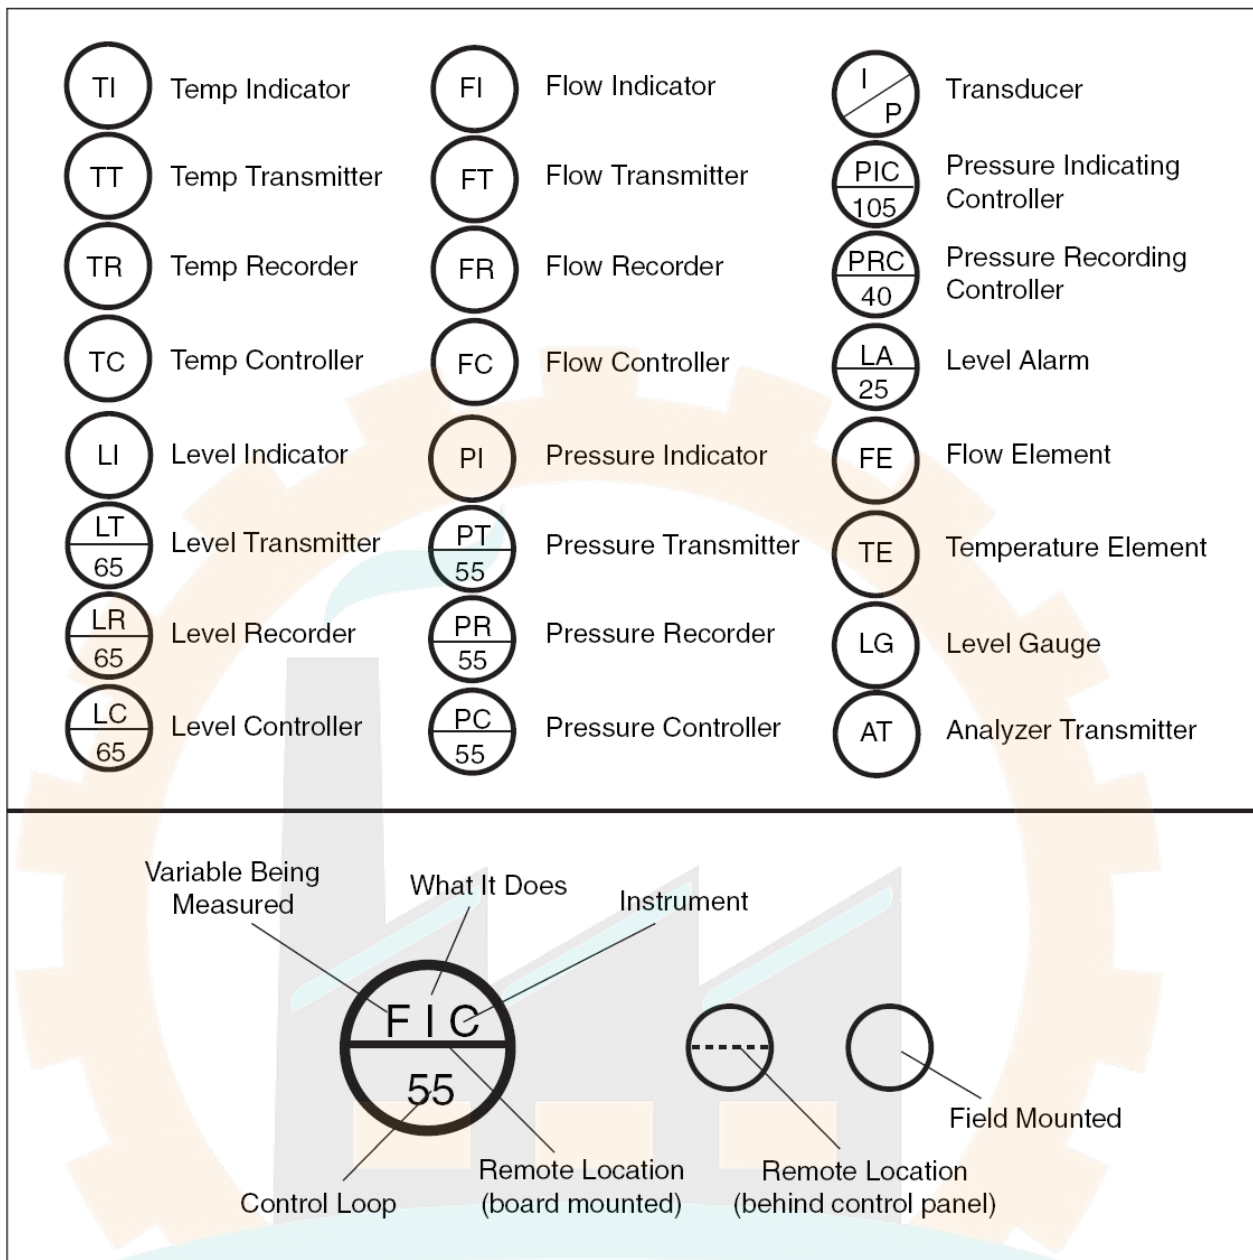 TI Temp Indicator
TT Temp Transmitter
TR Temp Recorder
TC Temp Controller
LI Level Indicator
LT
65
Level Transmitter
LR
65
Level Recorder
LC
65
Level Controller
FI Flow Indicator
FT Flow Transmitter
FR Flow Recorder
FC Flow Controller
PI Pressure Indicator
PT
55
Pressure Transmitter
PR
55
Pressure Recorder
PC
55
Pressure Controller
I
P
Transducer
PIC
105
Pressure Indicating
Controller
PRC
40
Pressure Recording
Controller
LA
25
Level Alarm
FE Flow Element
TE Temperature Element
LG Level Gauge
AT Analyzer Transmitter
Variable Being
Measured
What It Does
Instrument
F I C
55
Control Loop
Remote Location
(board mounted)
Remote Location
(behind control panel)
Field Mounted